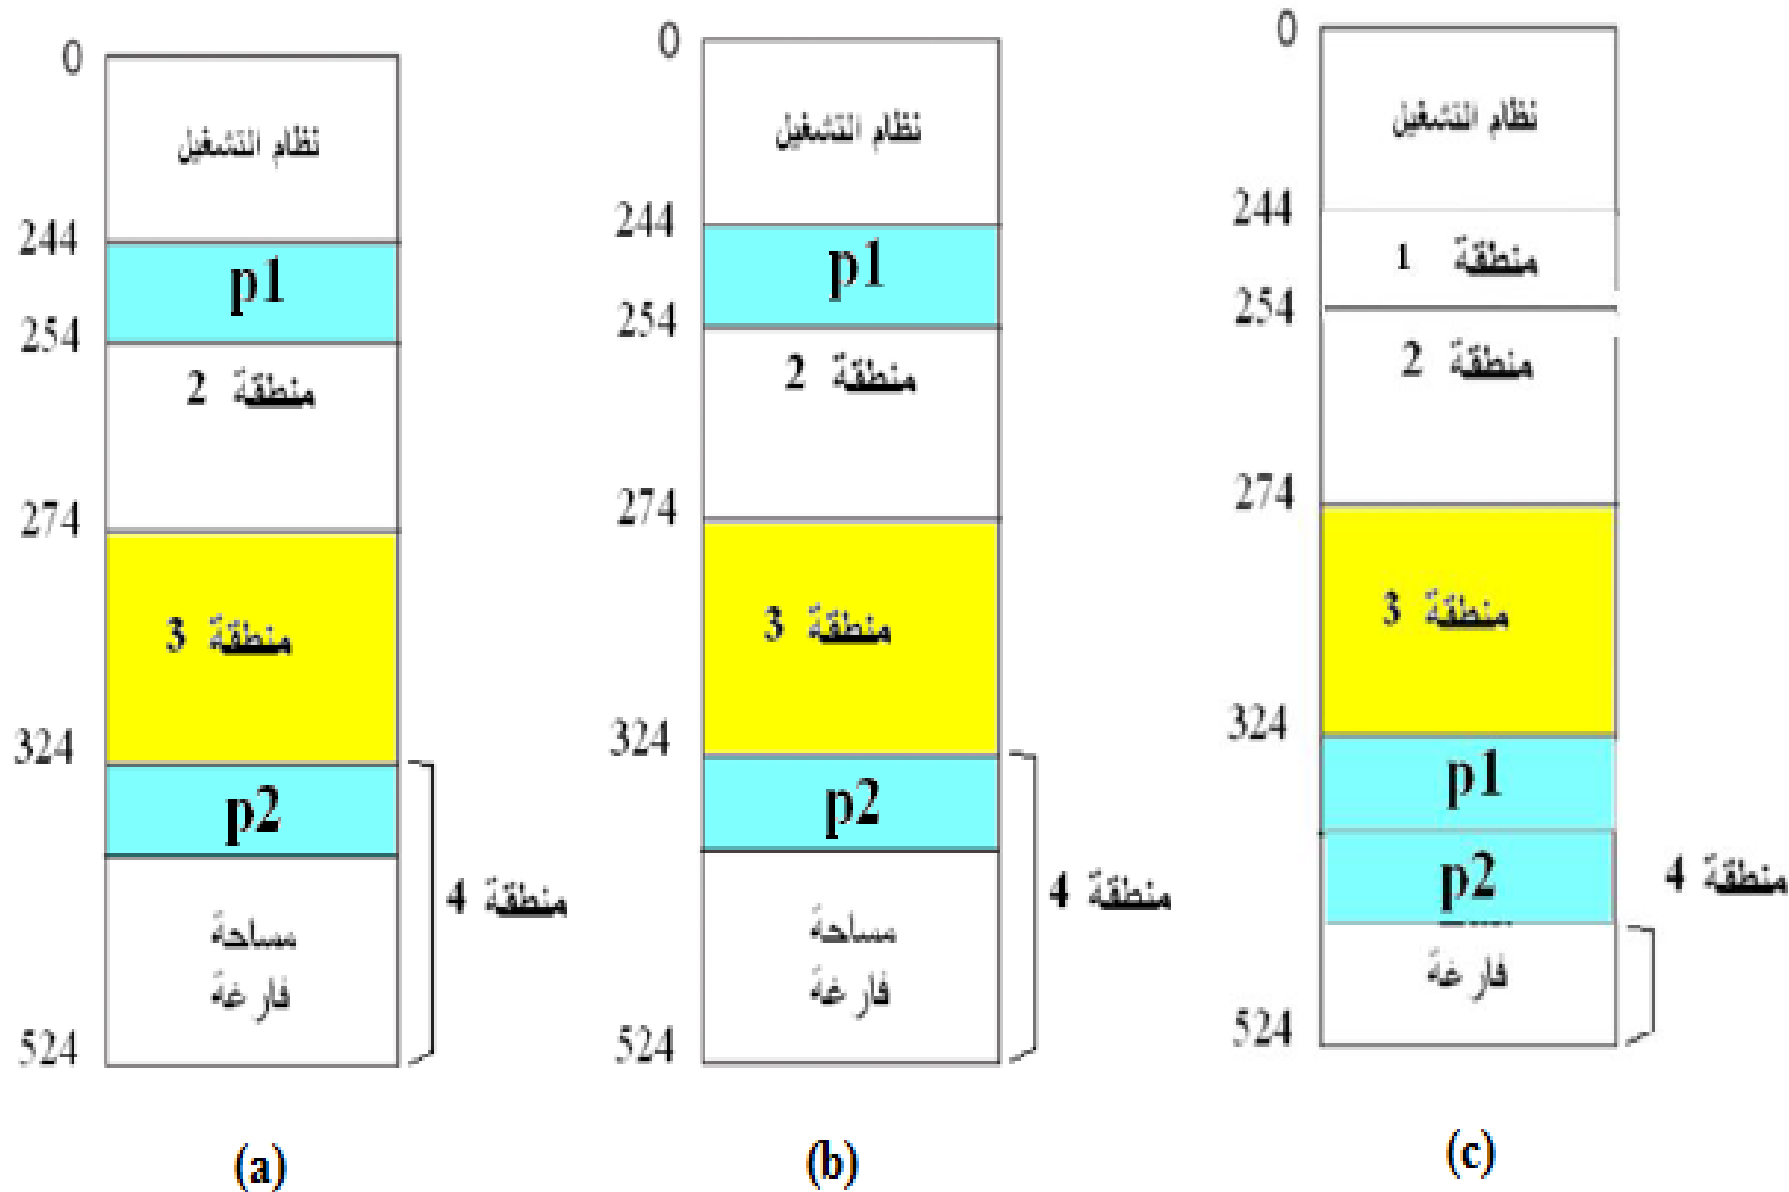 0
نظام التشغيل
244
p1
254
منطقة 2
274
منطقة 3
324
p2
منطقة 4
مساحة
فارغة
524
(a)
0
نظام التشغيل
244
p1
254
منطقة 2
274
منطقة 3
324
p2
منطقة 4
مساحة
فارغة
524
(b)
0
نظام التشغيل
244
منطقة 1
254
منطقة 2
274
منطقة 3
324
p1
p2
منطقة 4
فارغة
524
(c)